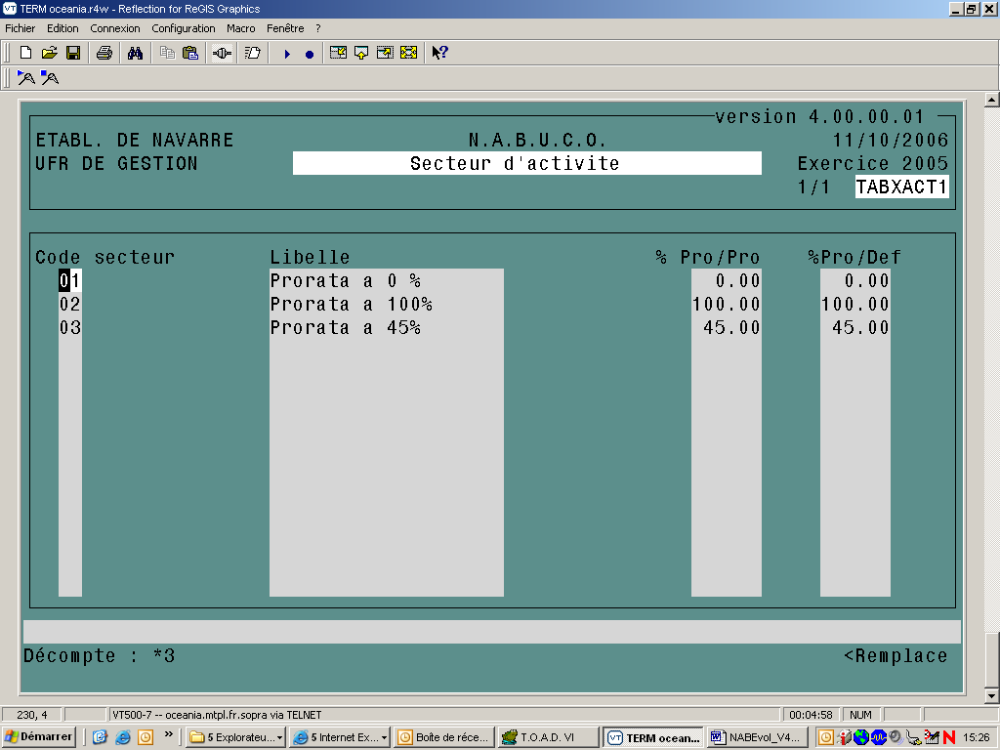 TERM oceania.r4w - Reflection for ReGIS Graphics
Fichier Edition Connexion Configuration Macro Fenêtre ?
version 4.00.00.01
ETABL. DE NAVARRE N.A.B.U.C.O. 11/10/2006
UFR DE GESTION Secteur d'activite Exercice 2005
1/1 TABXACT1
Code secteur Libelle % Pro/Pro %Pro/Def
01 Prorata a 0 % 0.00 0.00
02 Prorata a 100% 100.00 100.00
03 Prorata a 45% 45.00 45.00
Décompte : *3 <Remplace
230, 4 VT500-7 -- oceania.mtpl.fr.sopra via TELNET 00:04:58 NUM
Démarrer » 5 Explorateu... 5 Internet Ex... Boîte de réce... T.O.A.D. VI VT TERM ocean... NABEvol_V4... 15:26